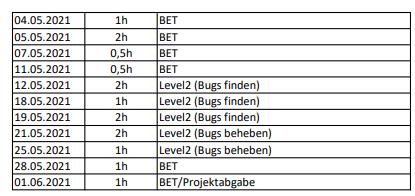 04.05.2021 1h BET
05.05.2021 2h BET
07.05.2021 0,5h BET
11.05.2021 0,5h BET
12.05.2021 2h Level2 (Bugs finden)
18.05.2021 1h Level2 (Bugs finden)
19.05.2021 2h Level2 (Bugs finden)
21.05.2021 2h Level2 (Bugs beheben)
25.05.2021 1h Level2 (Bugs beheben)
28.05.2021 1h BET
01.06.2021 1h BET/Projektabgabe